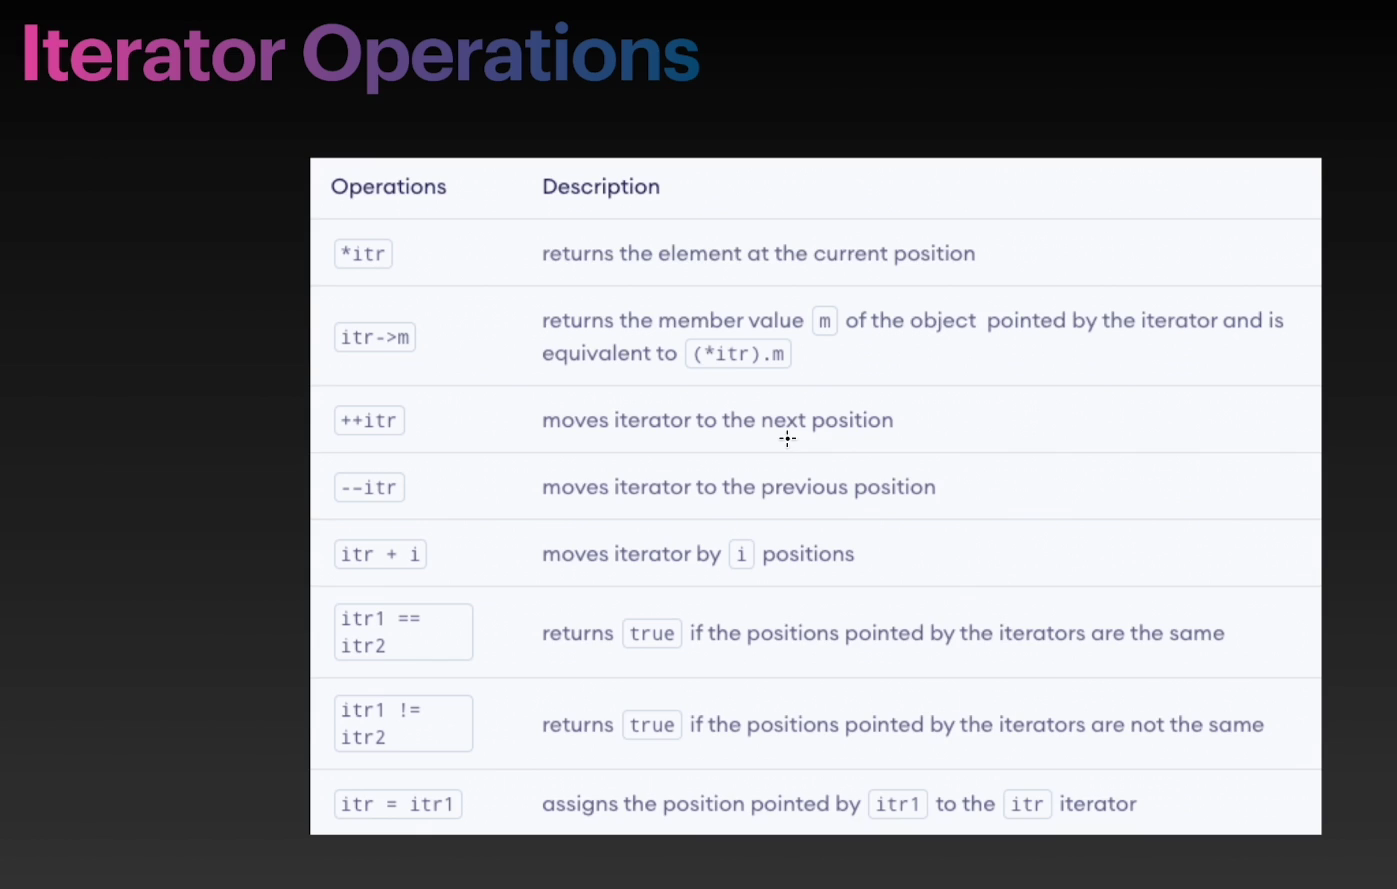 Iterator Operations
Operations Description
*itr returns the element at the current position
itr->m returns the member value m of the object pointed by the iterator and is
equivalent to (*itr).m
++itr moves iterator to the next position
--itr moves iterator to the previous position
itr + i moves iterator by i positions
itr1 ==
itr2
returns true if the positions pointed by the iterators are the same
itr1 !=
itr2
returns true if the positions pointed by the iterators are not the same
itr = itr1 assigns the position pointed by itr1 to the itr iterator